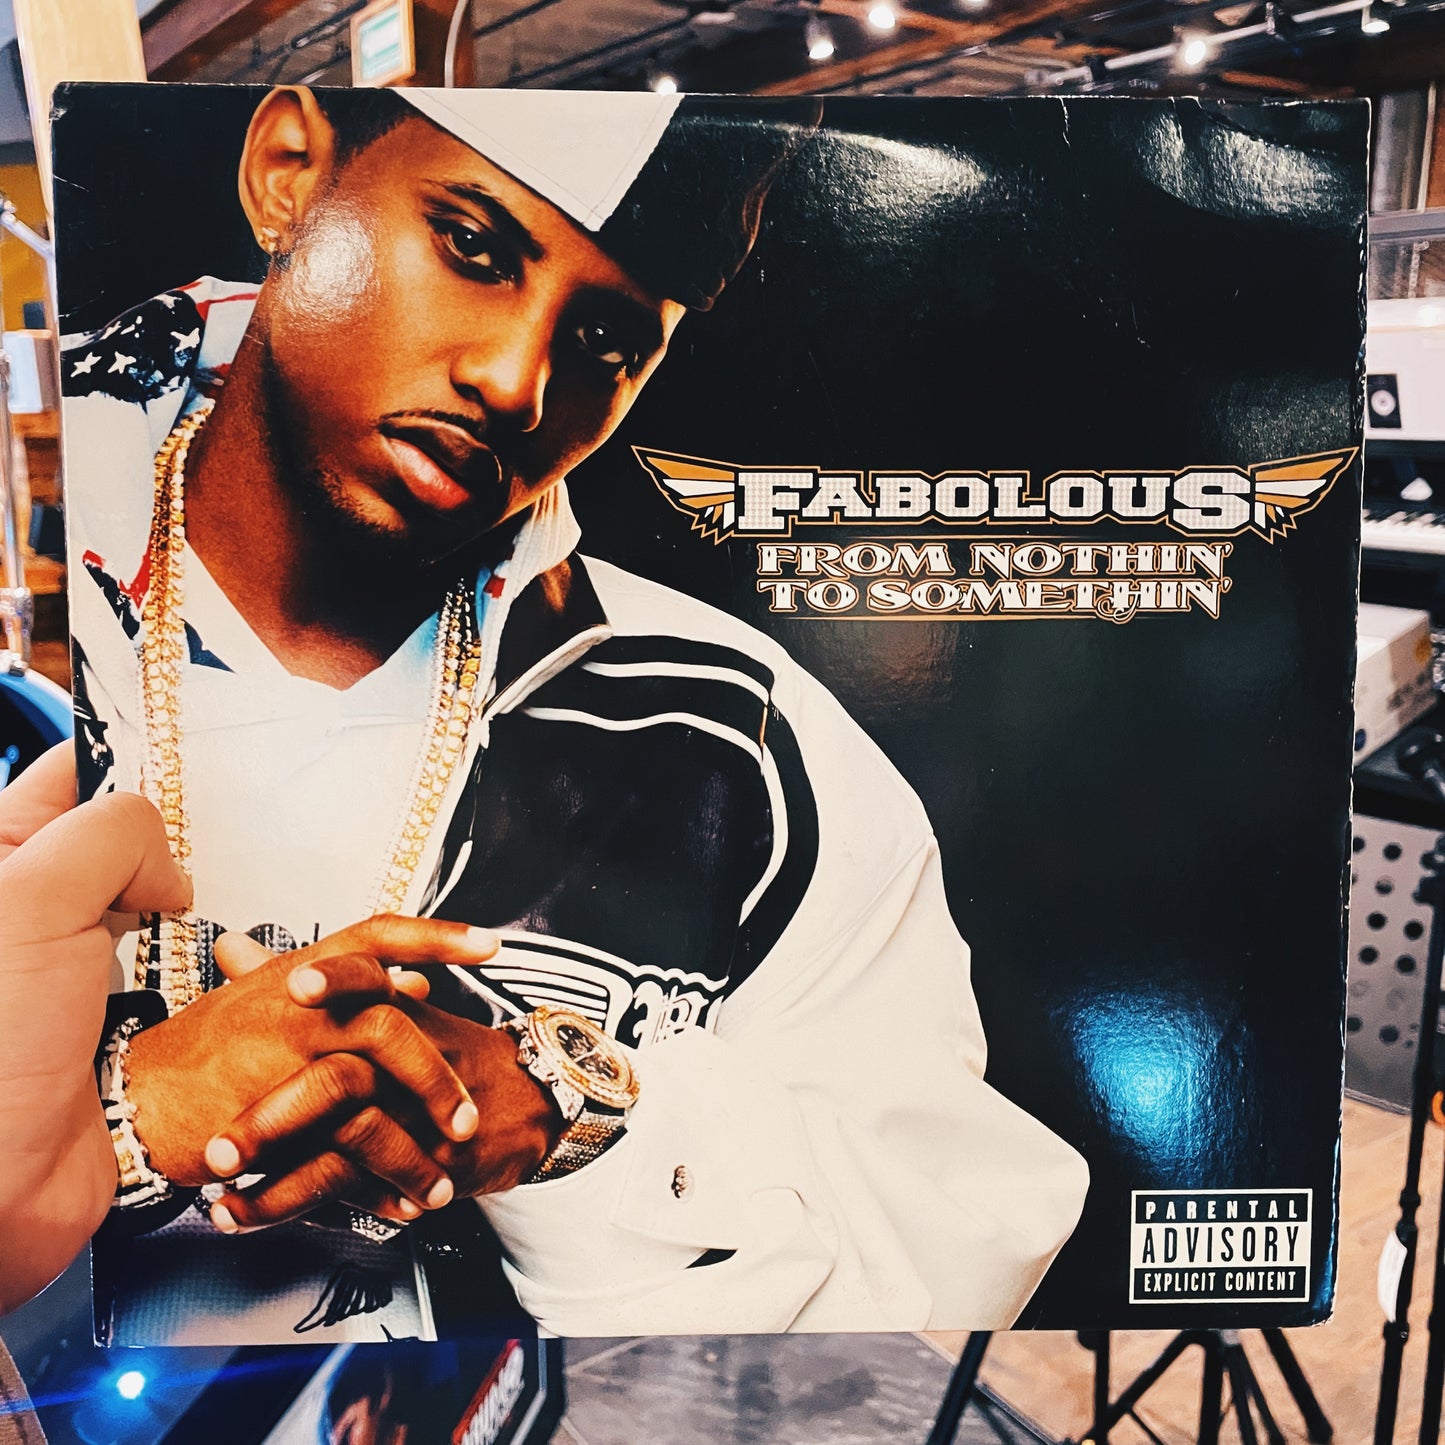 FABOLOUS
FROM NOTHIN'
TO SOMETHIN'
PARENTAL
ADVISORY
EXPLICIT CONTENT